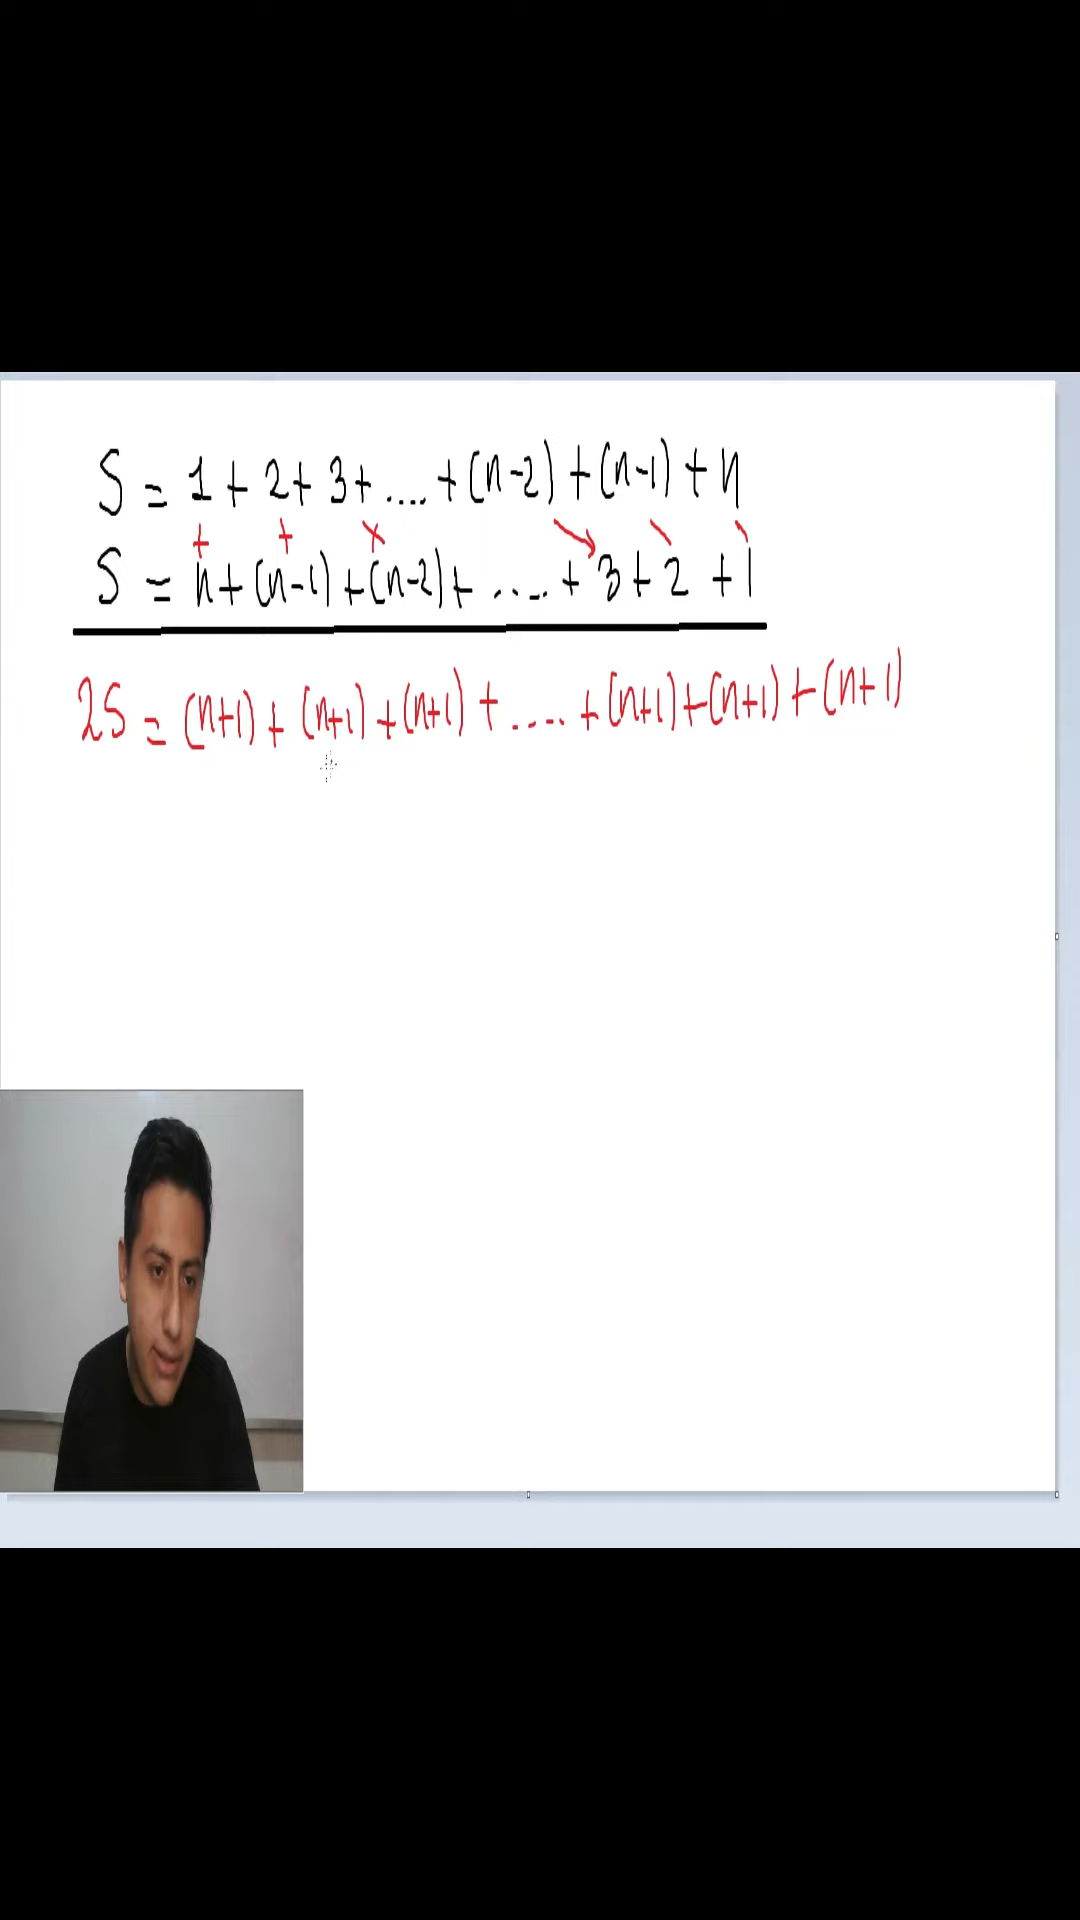 S = 1 + 2 + 3 + .... + (n-2) + (n-1) + n
S = n + (n-1) + (n-2) + .... + 3 + 2 + 1
2S = (n+1) + (n+1) + (n+1) + .... + (n+1) + (n+1) + (n+1)